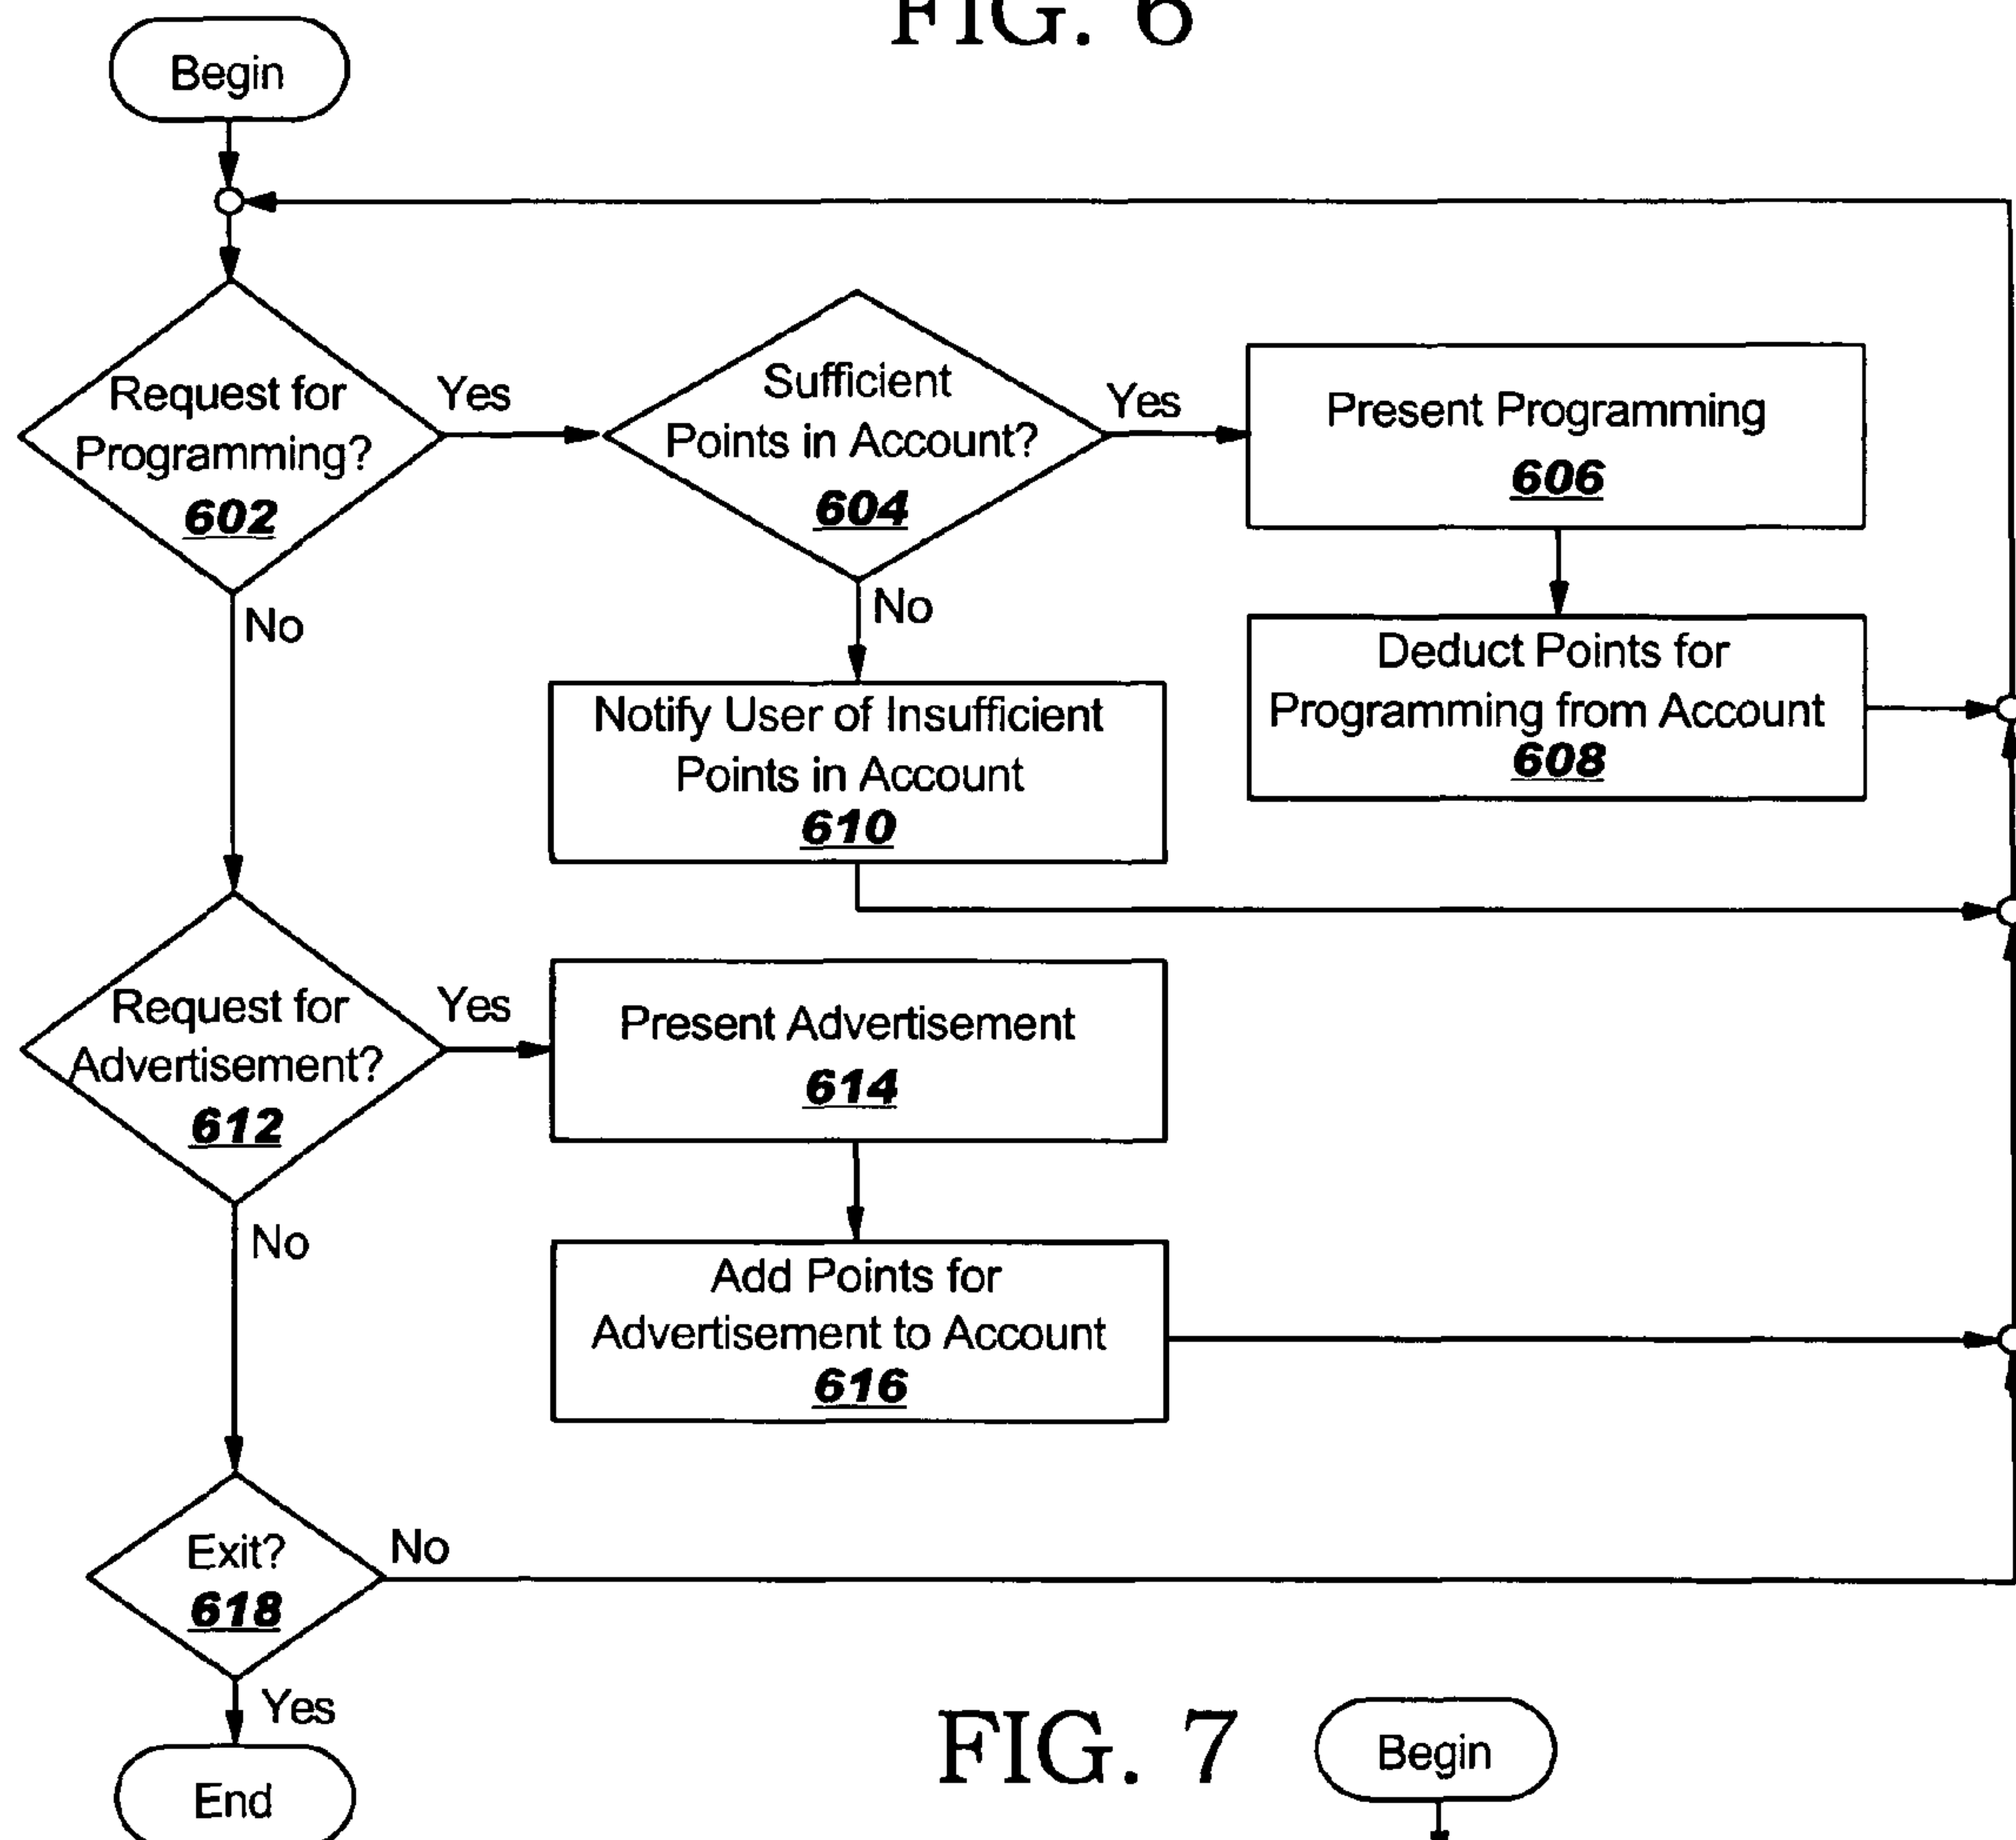 FIG. 6
Begin
Request for
Programming?
602
Yes
No
Sufficient
Points in Account?
604
Yes
No
Present Programming
606
Deduct Points for
Programming from Account
608
Notify User of Insufficient
Points in Account
610
Request for
Advertisement?
612
Yes
No
Present Advertisement
614
Add Points for
Advertisement to Account
616
Exit?
618
No
Yes
End
FIG. 7
Begin